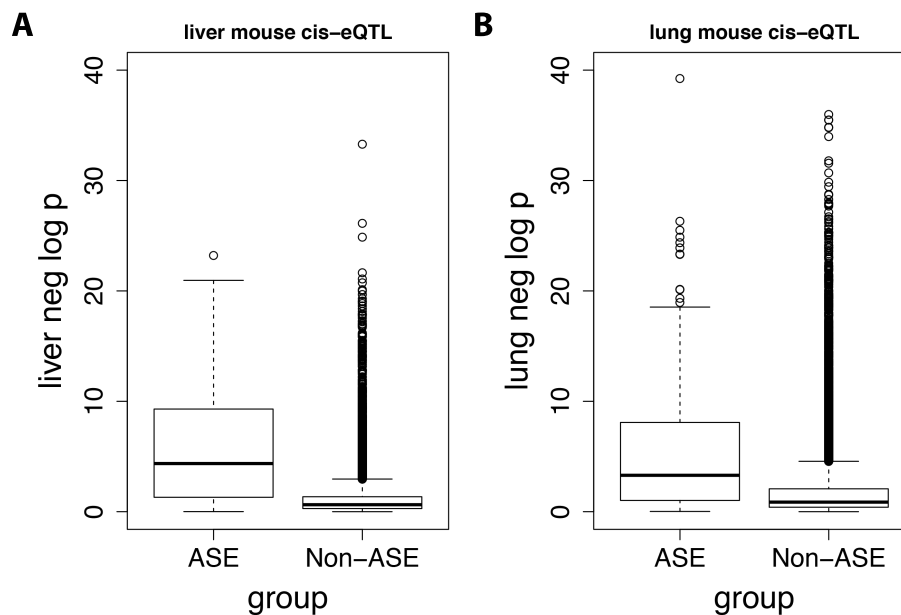 A
liver mouse cis−eQTL
40
30
20
10
0
liver neg log p
ASE
Non−ASE
group
B
lung mouse cis−eQTL
40
30
20
10
0
lung neg log p
ASE
Non−ASE
group